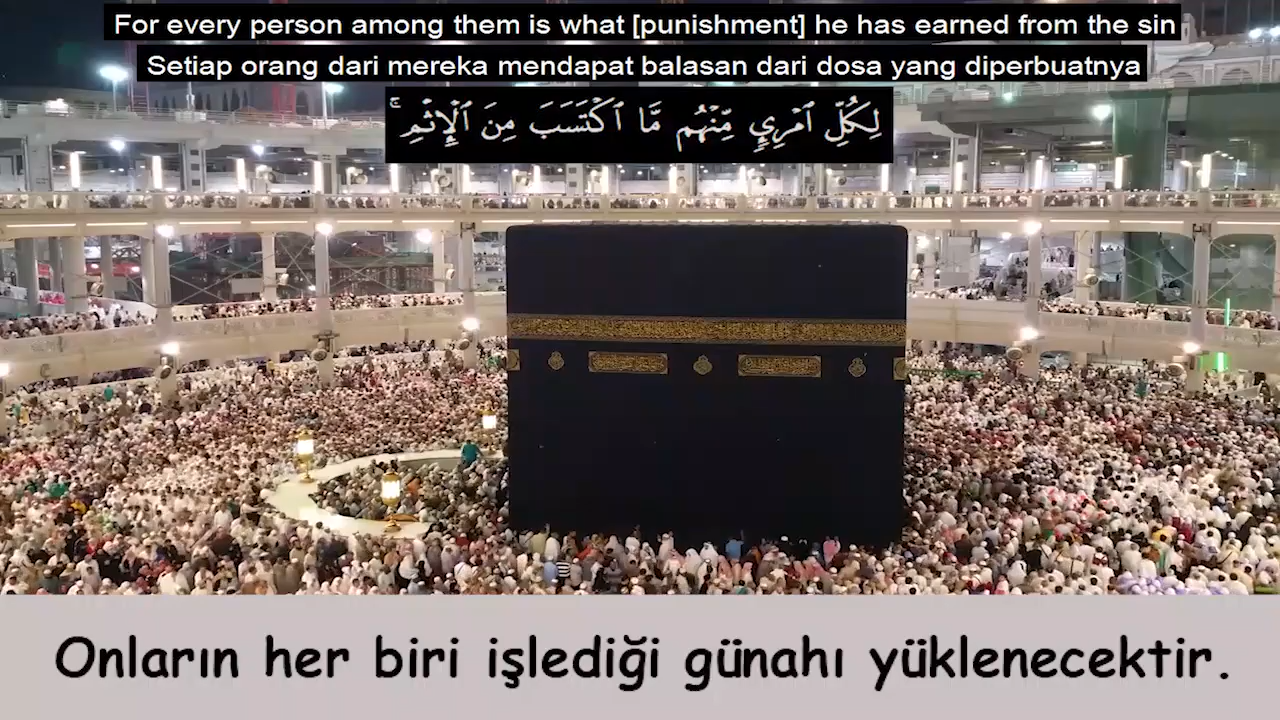 For every person among them is what [punishment] he has earned from the sin
Setiap orang dari mereka mendapat balasan dari dosa yang diperbuatnya
لِكُلِّ ٱمْرِئٍ مِّنْهُم مَّا ٱكْتَسَبَ مِنَ ٱلْإِثْمِ ۚ
Onların her biri işlediği günahı yüklenecektir.